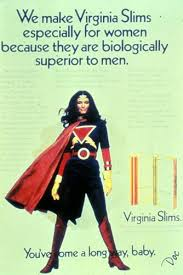 We make Virginia Slims
especially for women
because they are biologically
superior to men.
Virginia Slims.
You've come a long way, baby.
Doc